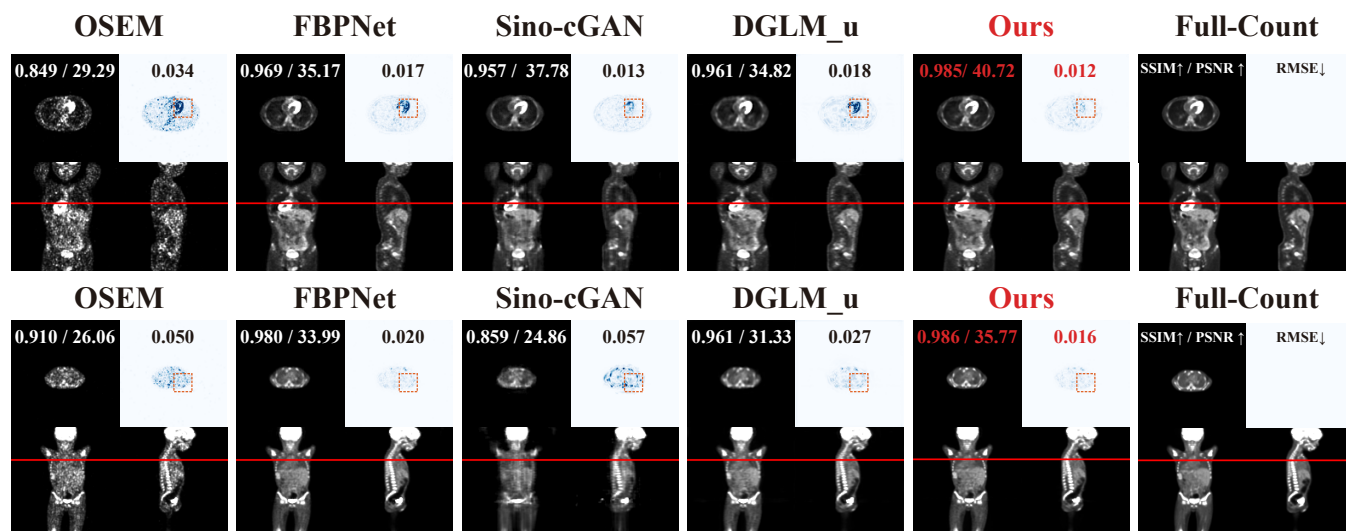 OSEM FBPNet Sino-cGAN DGLM_u Ours Full-Count
0.849 / 29.29 0.034 0.969 / 35.17 0.017 0.957 / 37.78 0.013 0.961 / 34.82 0.018 0.985/ 40.72 0.012 SSIM↑ / PSNR ↑ RMSE↓
OSEM FBPNet Sino-cGAN DGLM_u Ours Full-Count
0.910 / 26.06 0.050 0.980 / 33.99 0.020 0.859 / 24.86 0.057 0.961 / 31.33 0.027 0.986 / 35.77 0.016 SSIM↑ / PSNR ↑ RMSE↓